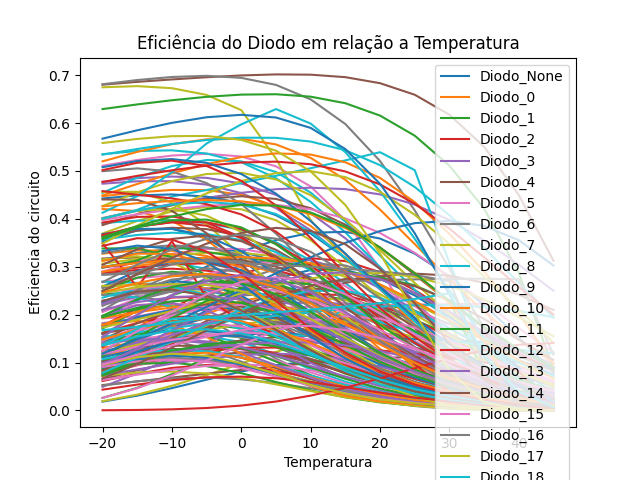 Eficiência do Diodo em relação a Temperatura
Eficiencia do circuito
0.7
0.6
0.5
0.4
0.3
0.2
0.1
0.0
−20
−10
0
10
20
30
40
Temperatura
Diodo_None
Diodo_0
Diodo_1
Diodo_2
Diodo_3
Diodo_4
Diodo_5
Diodo_6
Diodo_7
Diodo_8
Diodo_9
Diodo_10
Diodo_11
Diodo_12
Diodo_13
Diodo_14
Diodo_15
Diodo_16
Diodo_17
Diodo_18